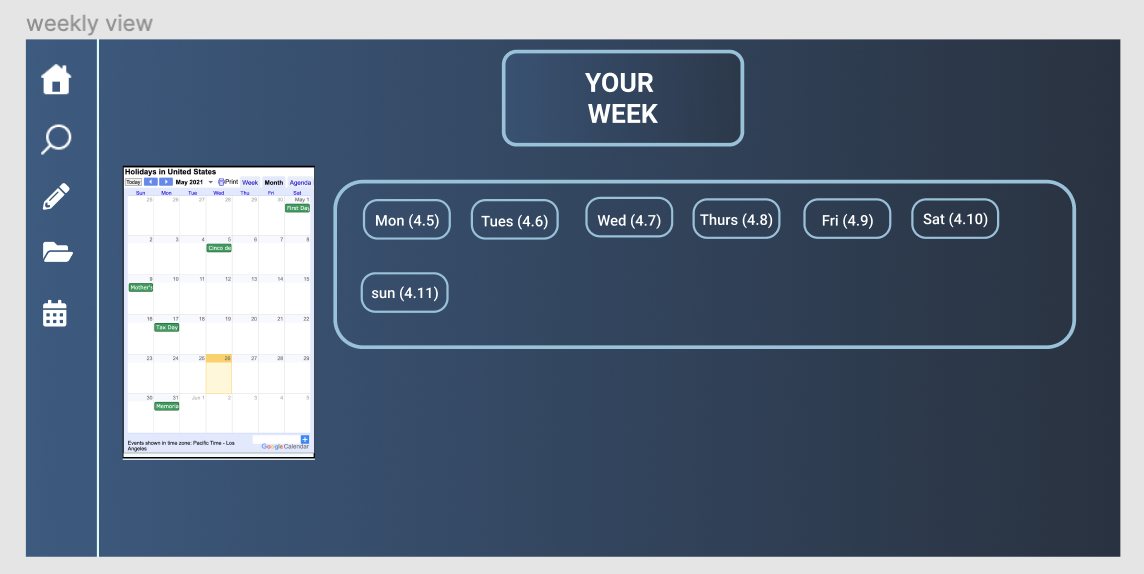 weekly view
YOUR
WEEK
Holidays in United States
Today May 2021 Print Week Month Agenda
Sun Mon Tue Wed Thu Fri Sat
25 26 27 28 29 30 May 1
First Day
2 3 4 5 6 7 8
Cinco de
9 10 11 12 13 14 15
Mother's
16 17 18 19 20 21 22
Tax Day
23 24 25 26 27 28 29
30 31 Jun 1 2 3 4 5
Memoria
Events shown in time zone: Pacific Time - Los
Angeles
Google Calendar
Mon (4.5) Tues (4.6) Wed (4.7) Thurs (4.8) Fri (4.9) Sat (4.10)
sun (4.11)